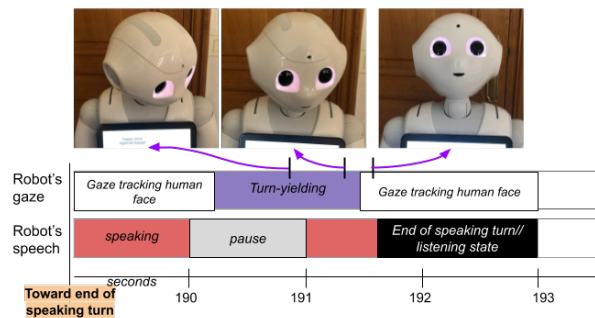 Robot's
gaze
Gaze tracking human
face
Turn-yielding
Gaze tracking human
face
Robot's
speech
speaking
pause
End of speaking turn//
listening state
seconds
190
191
192
193
Toward end of
speaking turn